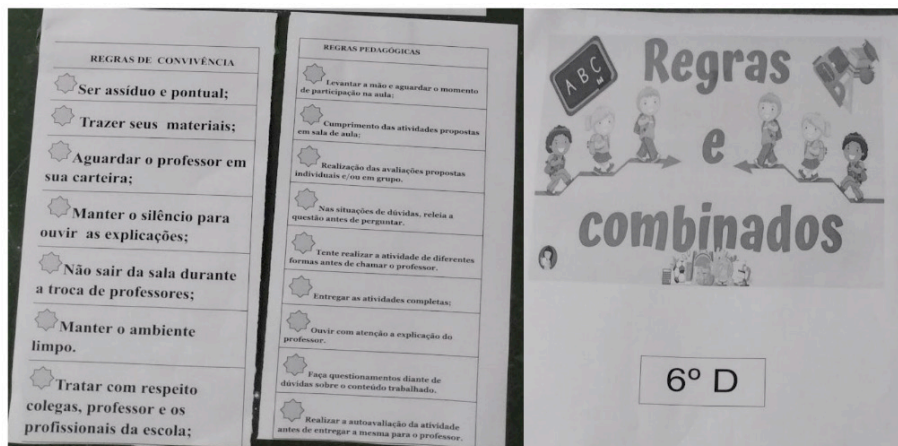 REGRAS DE CONVIVÊNCIA
Ser assíduo e pontual;
Trazer seus materiais;
Aguardar o professor em
sua carteira;
Manter o silêncio para
ouvir as explicações;
Não sair da sala durante
a troca de professores;
Manter o ambiente
limpo.
Tratar com respeito
colegas, professor e os
profissionais da escola;
REGRAS PEDAGÓGICAS
Levantar a mão e aguardar o momento
de participação na aula;
Cumprimento das atividades propostas
em sala de aula;
Realização das avaliações propostas
individuais e/ou em grupo.
Nas situações de dúvidas, releia a
questão antes de perguntar.
Tente realizar a atividade de diferentes
formas antes de chamar o professor.
Entregar as atividades completas;
Ouvir com atenção a explicação do
professor.
Faça questionamentos diante de
dúvidas sobre o conteúdo trabalhado.
Realizar a autoavaliação da atividade
antes de entregar a mesma para o professor.
ABC
Regras
e
combinados
6º D